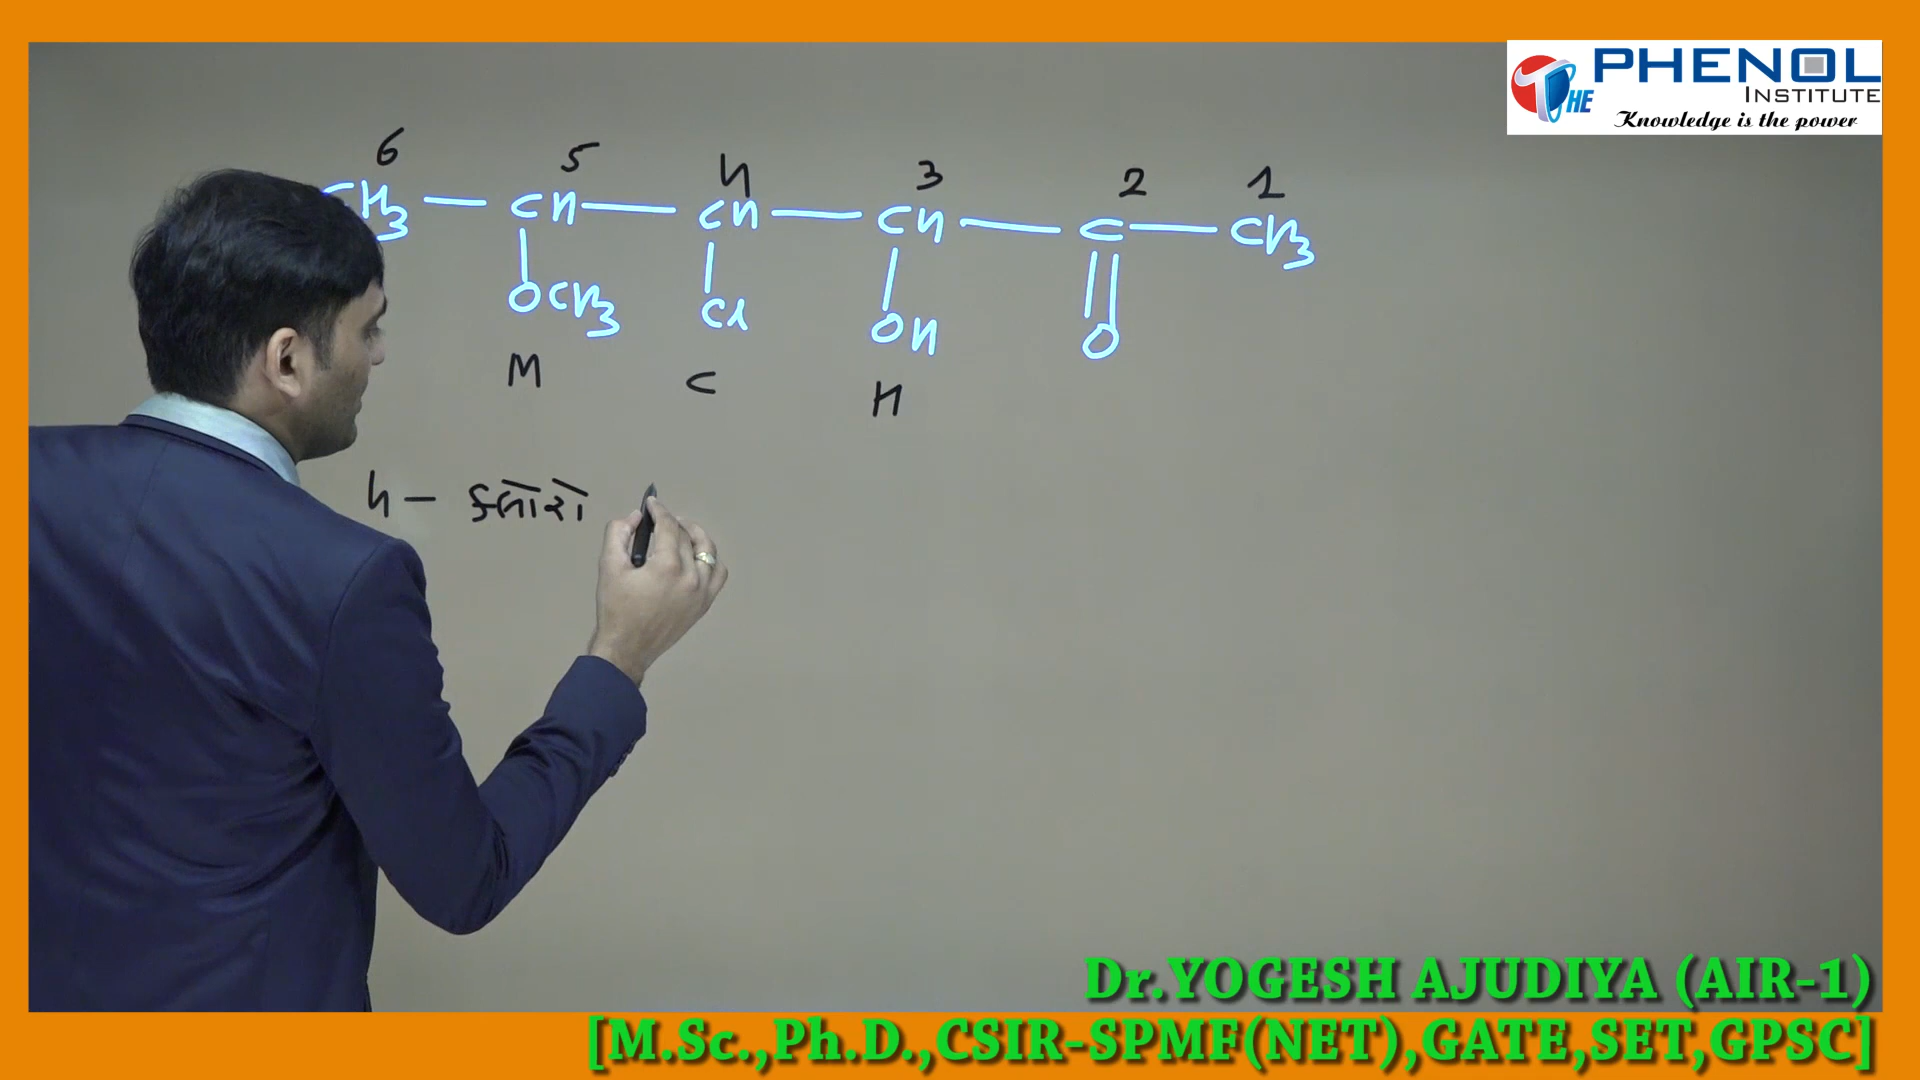 THE PHENOL
INSTITUTE
Knowledge is the power
6 5 4 3 2 1
CH3 — CH — CH — CH — C — CH3
OCH3 Cl OH O
M C H
4 - ક્લોરો
Dr.YOGESH AJUDIYA (AIR-1)
[M.Sc.,Ph.D.,CSIR-SPMF(NET),GATE,SET,GPSC]